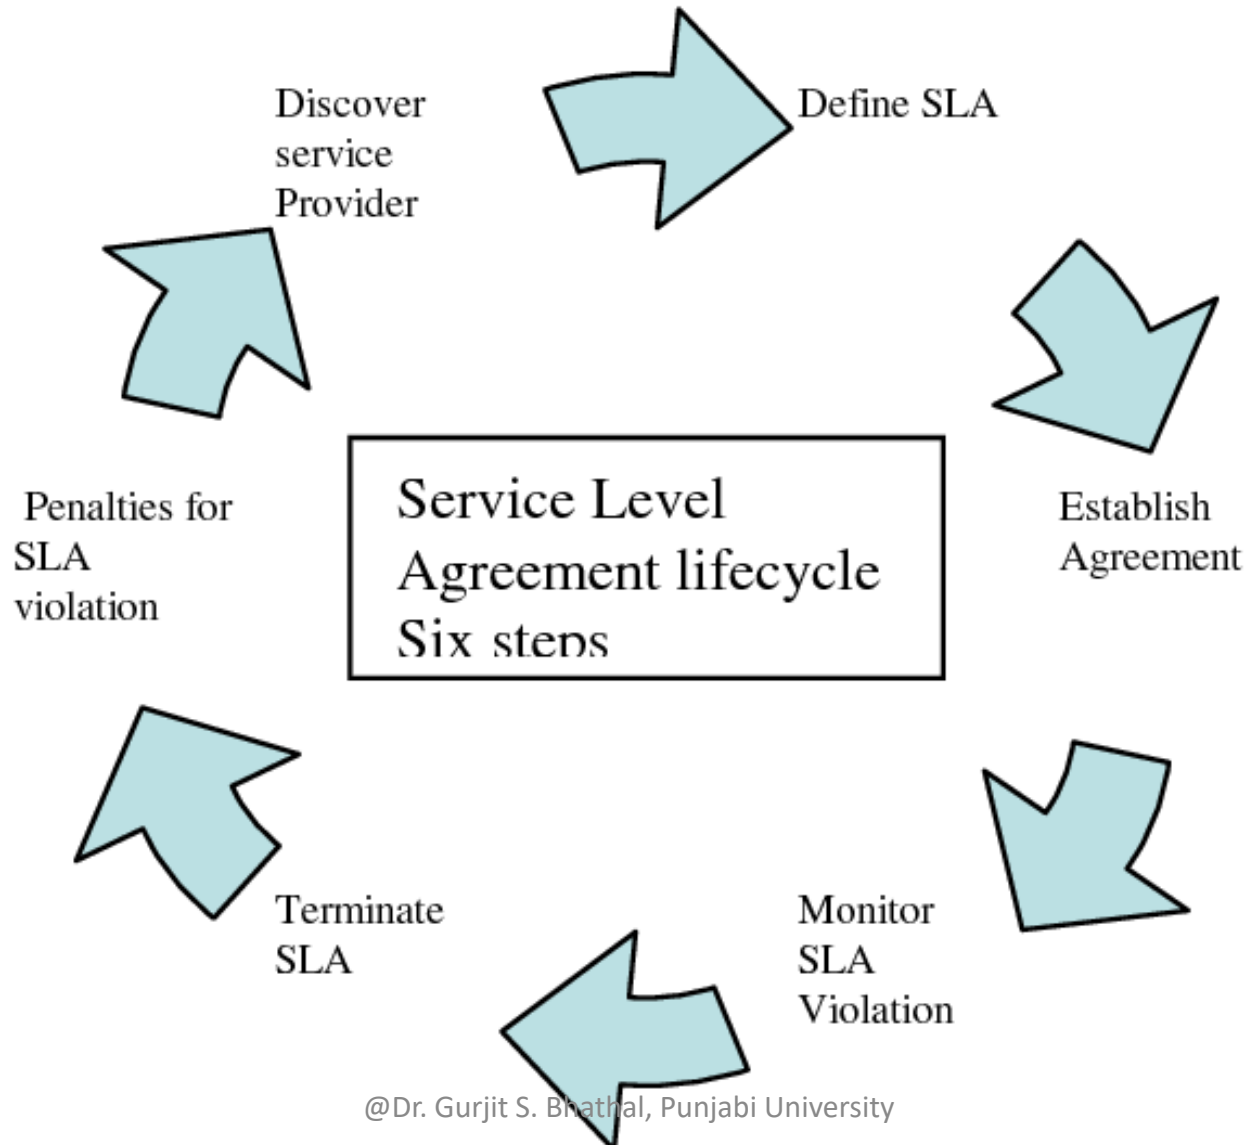 Discover
service
Provider
Define SLA
Establish
Agreement
Monitor
SLA
Violation
Terminate
SLA
Penalties for
SLA
violation
Service Level
Agreement lifecycle
Six steps
@Dr. Gurjit S. Bhathal, Punjabi University